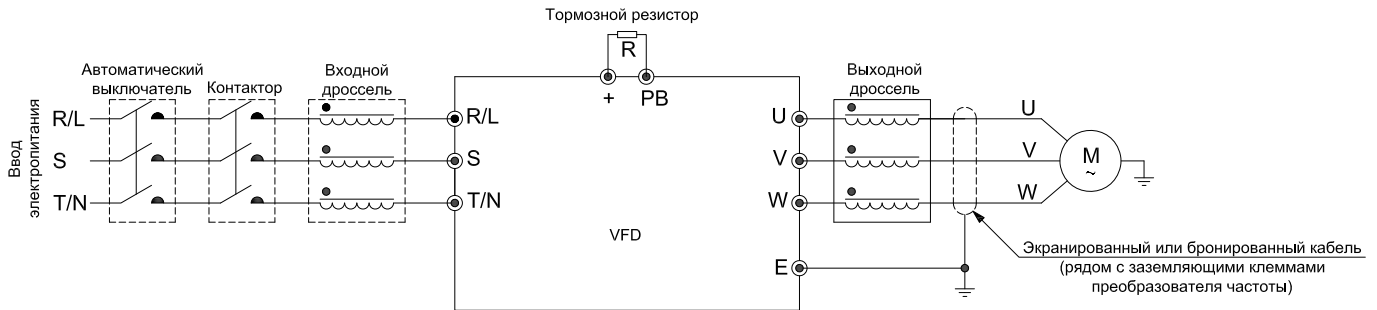 Тормозной резистор
R
+ PB
Автоматический
выключатель
Контактор
Входной
дроссель
Выходной
дроссель
Ввод
электропитания
R/L
S
T/N
R/L
S
T/N
VFD
U
V
W
E
U
V
W
M
~
Экранированный или бронированный кабель
(рядом с заземляющими клеммами
преобразователя частоты)